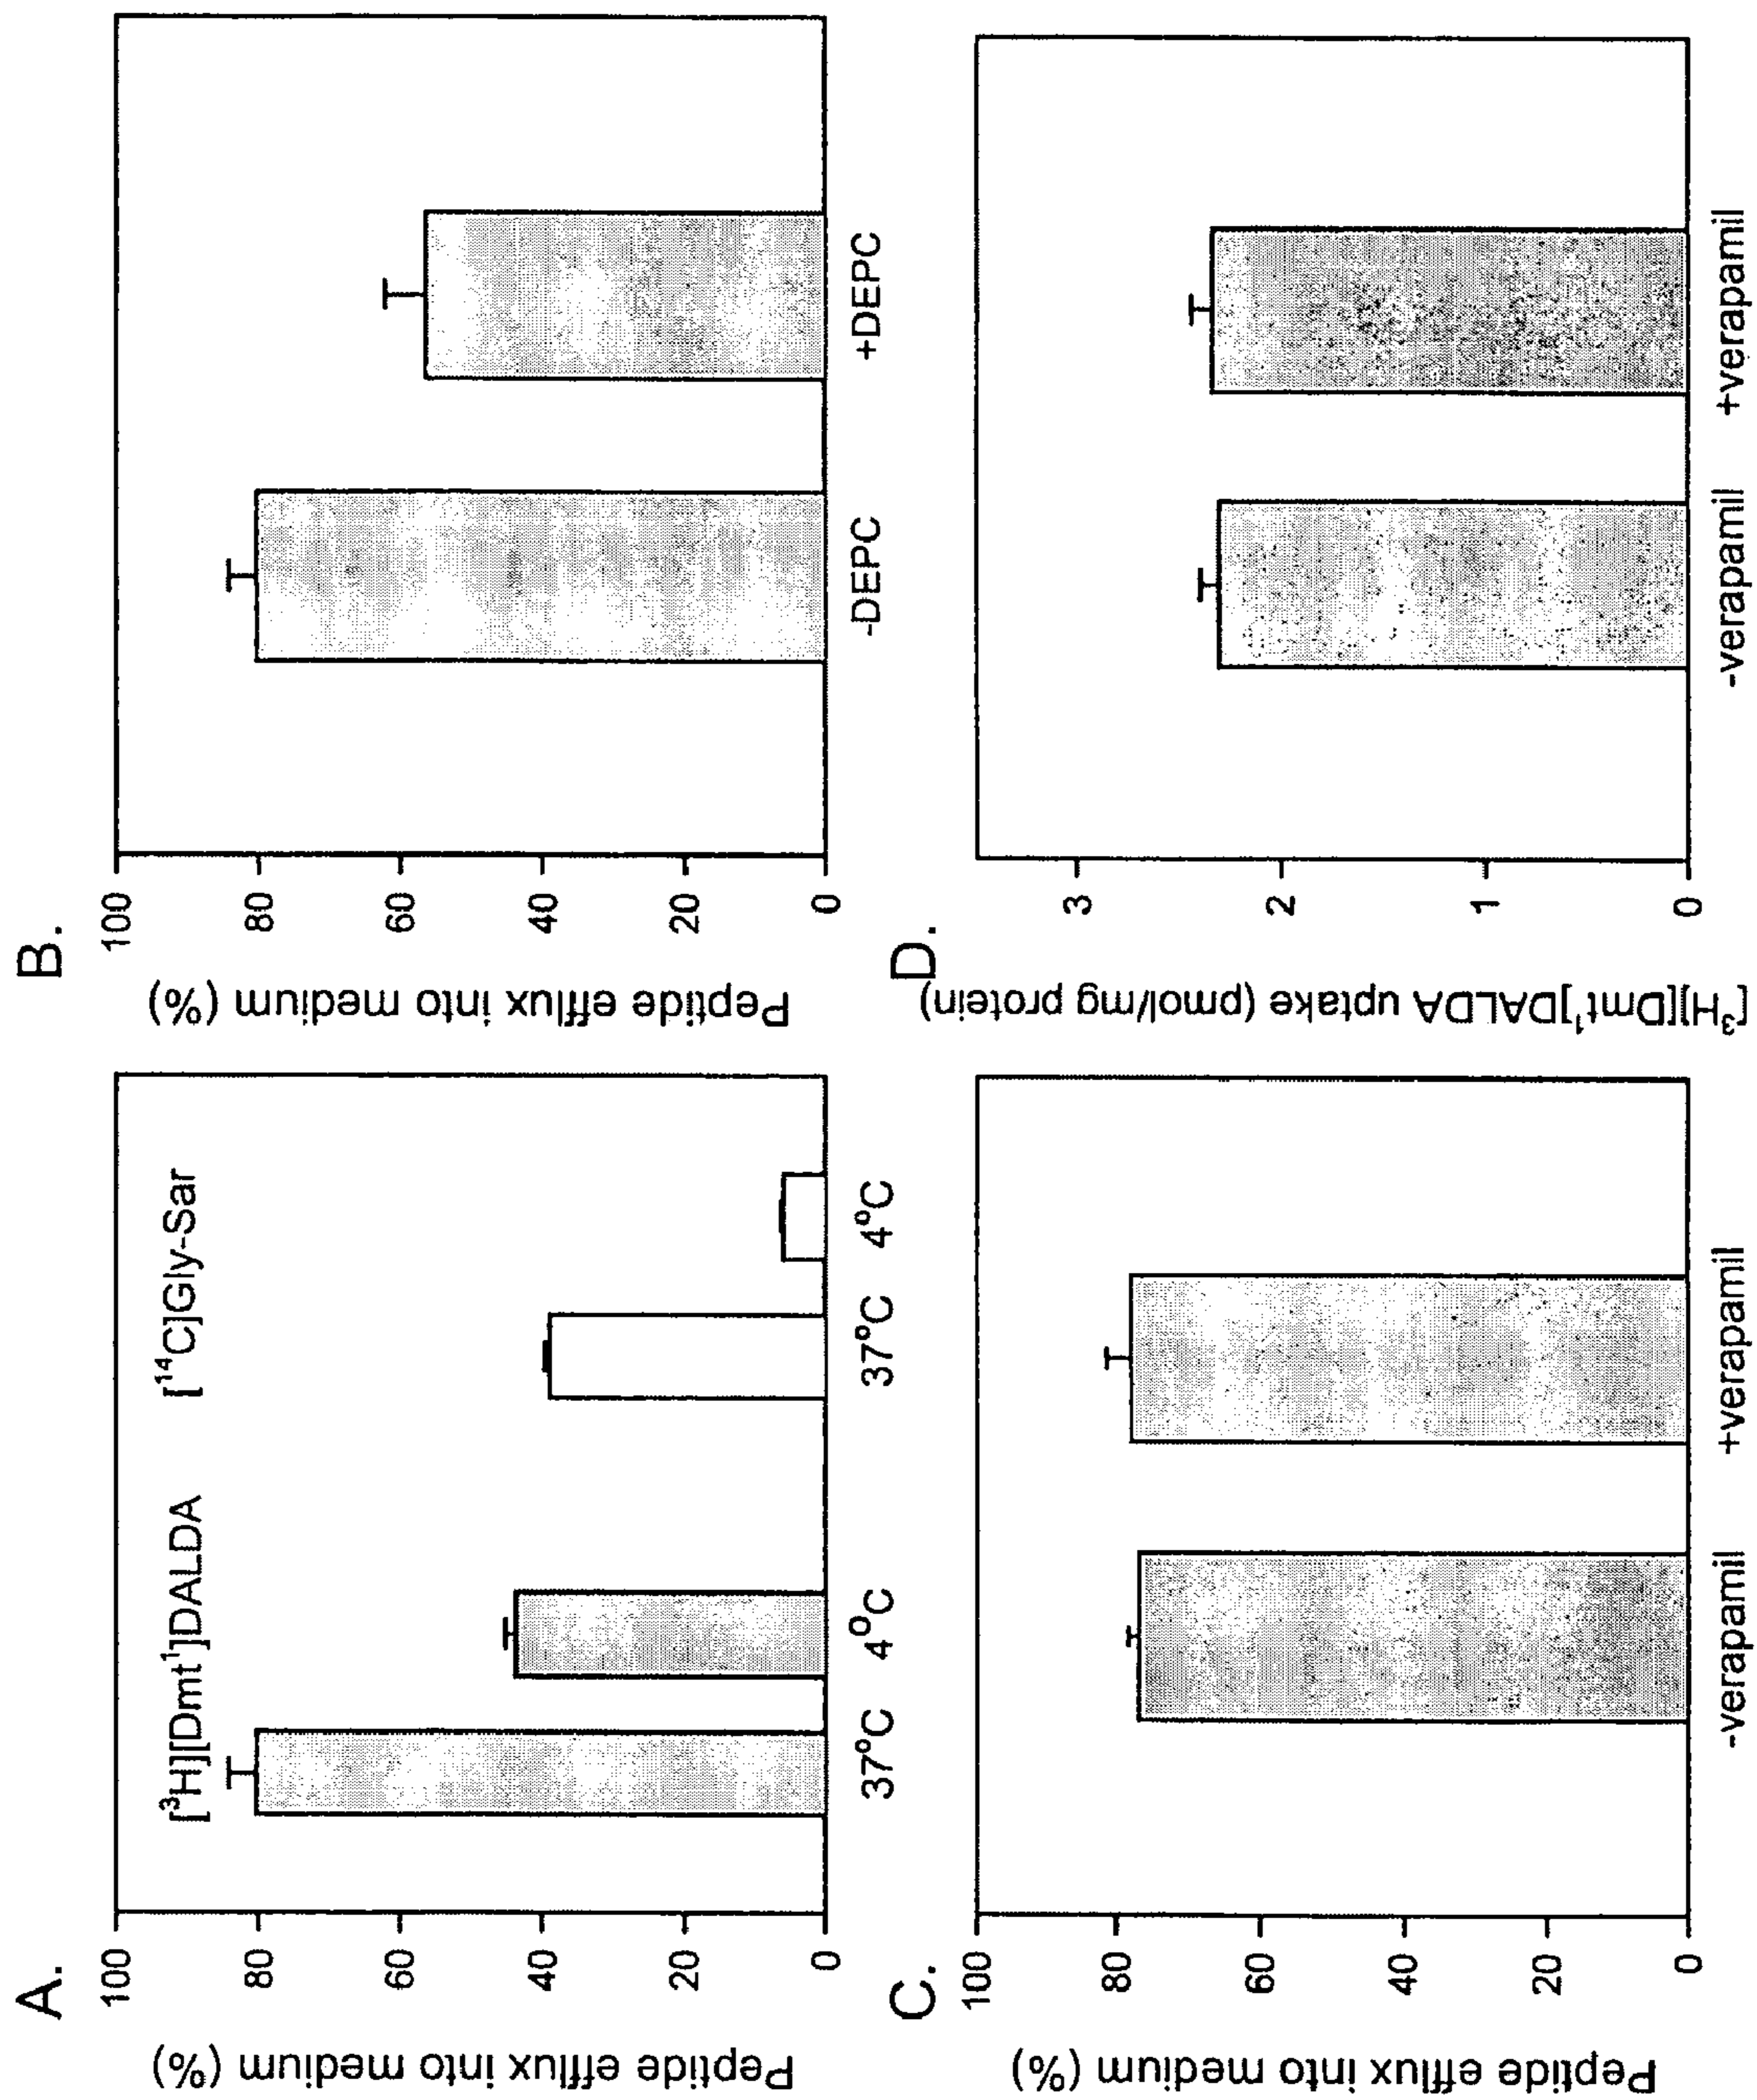 A.
Peptide efflux into medium (%)
100
80
60
40
20
0
[³H][Dmt¹]DALDA
[¹⁴C]Gly-Sar
37°C
4°C
37°C
4°C
B.
Peptide efflux into medium (%)
100
80
60
40
20
0
-DEPC
+DEPC
C.
Peptide efflux into medium (%)
100
80
60
40
20
0
-verapamil
+verapamil
D.
[³H][Dmt¹]DALDA uptake (pmol/mg protein)
3
2
1
0
-verapamil
+verapamil